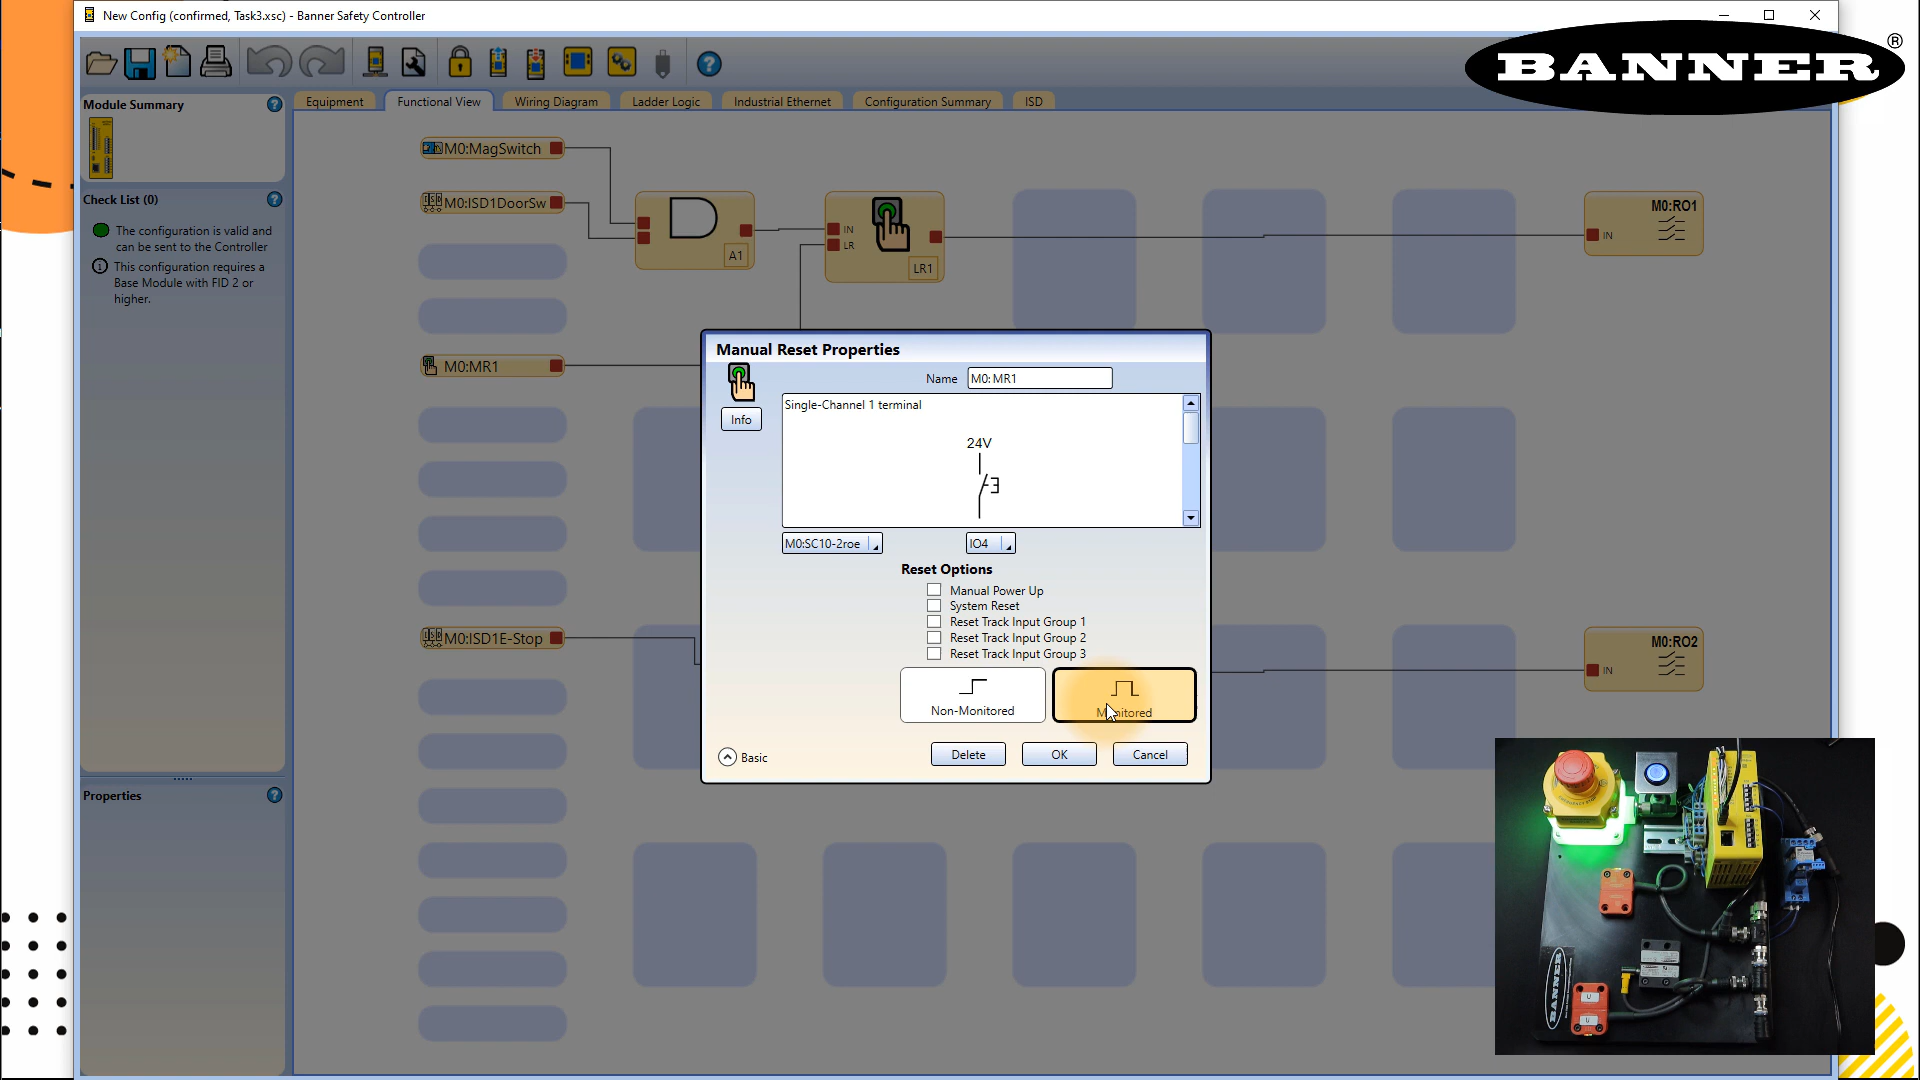 New Config (confirmed, Task3.xsc) - Banner Safety Controller
BANNER®
Module Summary
Equipment
Functional View
Wiring Diagram
Ladder Logic
Industrial Ethernet
Configuration Summary
ISD
Check List (0)
The configuration is valid and
can be sent to the Controller
This configuration requires a
Base Module with FID 2 or
higher.
Properties
M0:MagSwitch
M0:ISD1DoorSw
A1
IN
LR
LR1
M0:RO1
IN
M0:MR1
M0:ISD1E-Stop
M0:RO2
IN
Manual Reset Properties
Name M0:MR1
Info
Single-Channel 1 terminal
24V
M0:SC10-2roe
IO4
Reset Options
Manual Power Up
System Reset
Reset Track Input Group 1
Reset Track Input Group 2
Reset Track Input Group 3
Non-Monitored
Monitored
Basic
Delete
OK
Cancel
BANNER